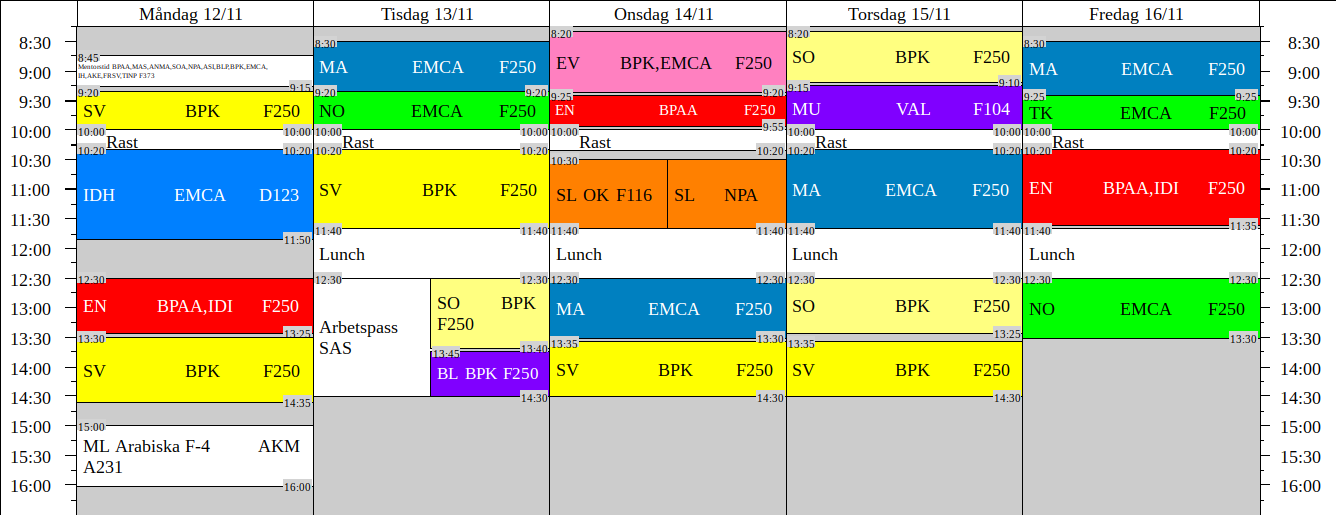 Måndag 12/11 Tisdag 13/11 Onsdag 14/11 Torsdag 15/11 Fredag 16/11
8:30
9:00
9:30
10:00
10:30
11:00
11:30
12:00
12:30
13:00
13:30
14:00
14:30
15:00
15:30
16:00
8:45
Mentorstid BPAA,MAS,ANMA,SOA,NPA,ASI,BLP,BPK,EMCA,
IH,AKE,FRSV,TINP F373
9:15
9:20
SV BPK F250
10:00 10:00
Rast
10:20 10:20
IDH EMCA D123
11:50
12:30
EN BPAA,IDI F250
13:25
13:30
SV BPK F250
14:35
15:00
ML Arabiska F-4 AKM
A231
16:00
8:30
MA EMCA F250
9:20 9:20
NO EMCA F250
10:00 10:00
Rast
10:20 10:20
SV BPK F250
11:40 11:40
Lunch
12:30 12:30
Arbetspass
SAS
SO BPK
F250
13:40
13:45
BL BPK F250
14:30
8:20
EV BPK,EMCA F250
9:20
9:25
EN BPAA F250
9:55
10:00
Rast
10:20
10:30
SL OK F116
SL NPA
11:40 11:40
Lunch
12:30 12:30
MA EMCA F250
13:30
13:35
SV BPK F250
14:30
8:20
SO BPK F250
9:10
9:15
MU VAL F104
10:00 10:00
Rast
10:20 10:20
MA EMCA F250
11:40 11:40
Lunch
12:30 12:30
SO BPK F250
13:25
13:35
SV BPK F250
14:30
8:30
MA EMCA F250
9:25 9:25
TK EMCA F250
10:00 10:00
Rast
10:20 10:20
EN BPAA,IDI F250
11:35
11:40
Lunch
12:30 12:30
NO EMCA F250
13:30
8:30
9:00
9:30
10:00
10:30
11:00
11:30
12:00
12:30
13:00
13:30
14:00
14:30
15:00
15:30
16:00